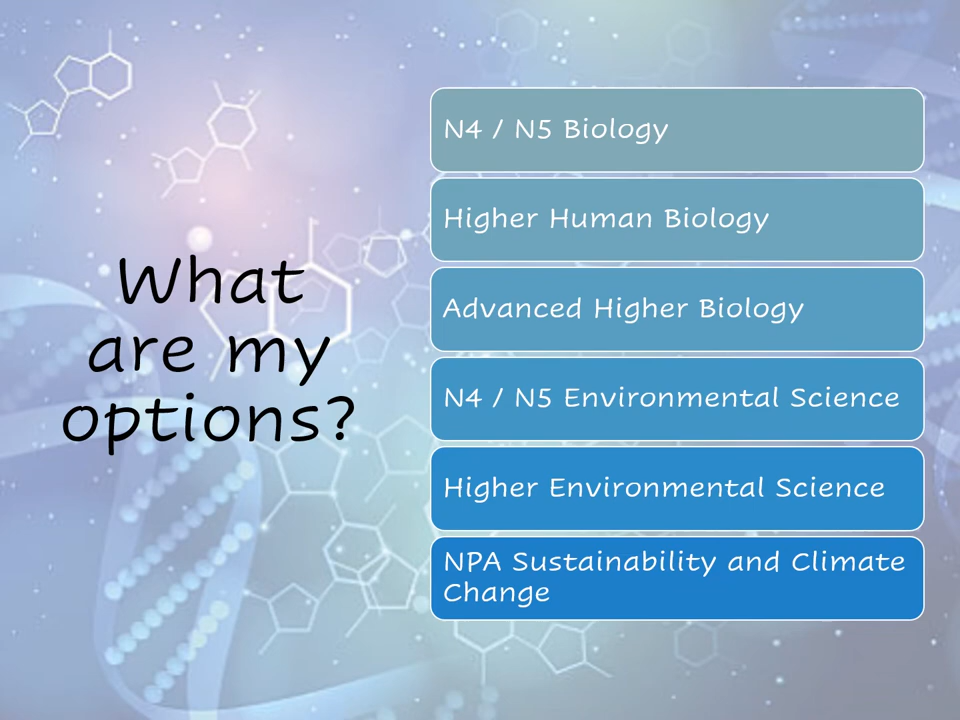 What
are my
options?
N4 / N5 Biology
Higher Human Biology
Advanced Higher Biology
N4 / N5 Environmental Science
Higher Environmental Science
NPA Sustainability and Climate
Change